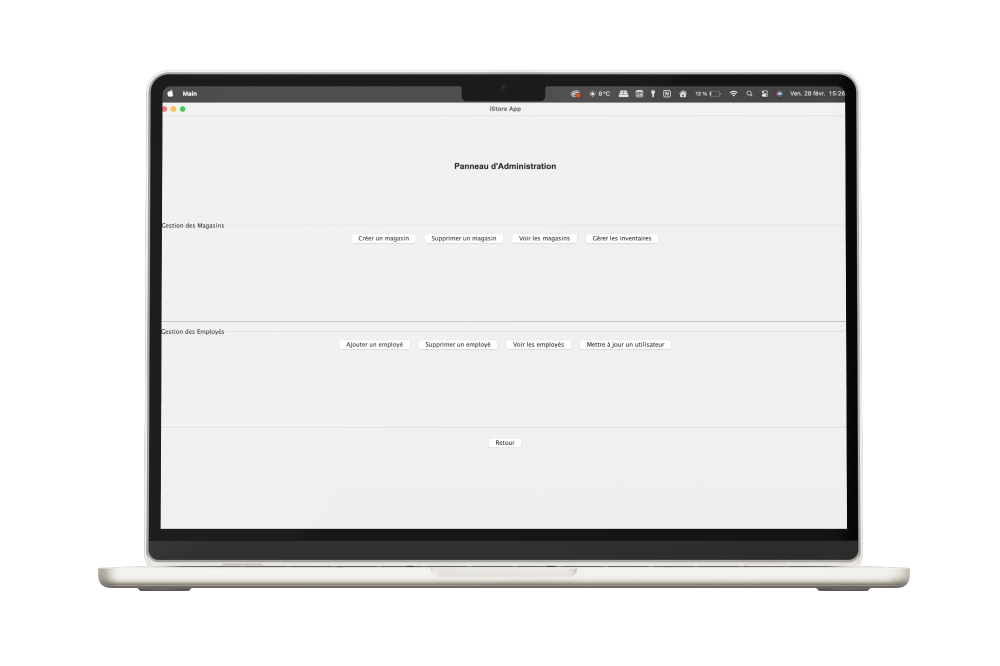 Main 8°C 13 % Ven. 28 févr. 15:26
iStore App
Panneau d'Administration
Gestion des Magasins
Créer un magasin Supprimer un magasin Voir les magasins Gérer les inventaires
Gestion des Employés
Ajouter un employé Supprimer un employé Voir les employés Mettre à jour un utilisateur
Retour